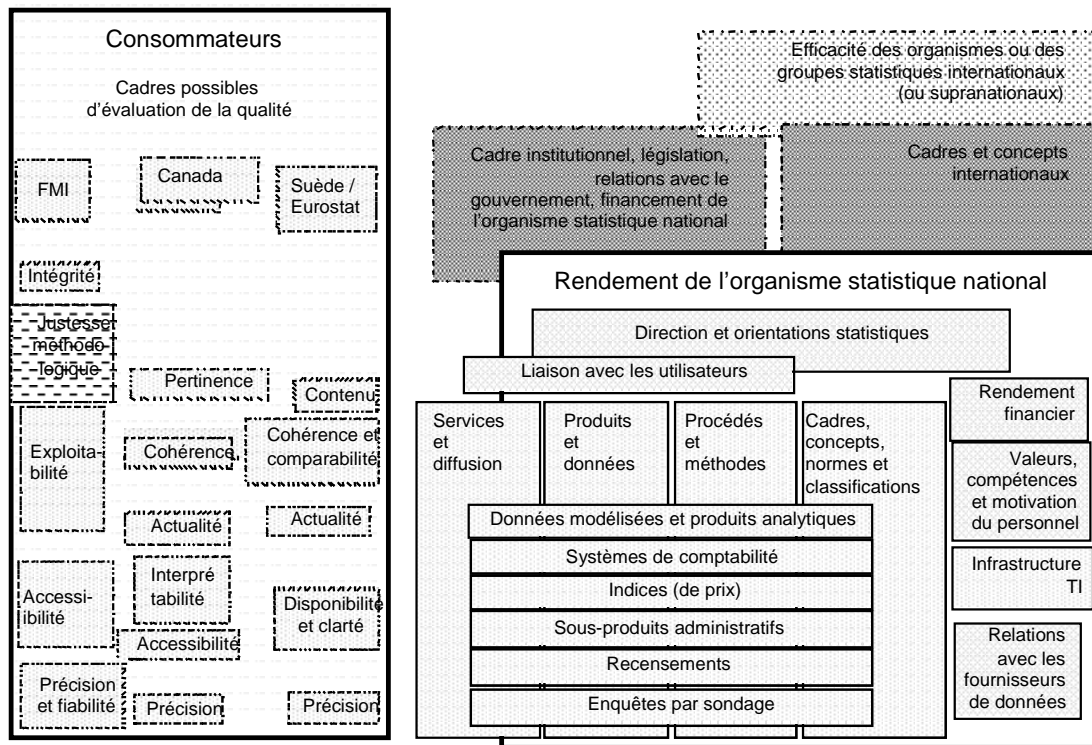 Consommateurs
Cadres possibles
d'évaluation de la qualité
FMI
Canada
Suède /
Eurostat
Intégrité
Justesse
méthodo
logique
Pertinence
Contenu
Exploita-
bilité
Cohérence
Cohérence et
comparabilité
Actualité
Actualité
Accessi-
ibilité
Interpré
tabilité
Disponibilité
et clarté
Accessibilité
Précision
et fiabilité
Précision
Précision
Efficacité des organismes ou des
groupes statistiques internationaux
(ou supranationaux)
Cadre institutionnel, législation,
relations avec le
gouvernement, financement de
l'organisme statistique national
Cadres et concepts
internationaux
Rendement de l'organisme statistique national
Direction et orientations statistiques
Liaison avec les utilisateurs
Services
et
diffusion
Produits
et
données
Procédés
et
méthodes
Cadres,
concepts,
normes et
classifications
Données modélisées et produits analytiques
Systèmes de comptabilité
Indices (de prix)
Sous-produits administratifs
Recensements
Enquêtes par sondage
Rendement
financier
Valeurs,
compétences
et motivation
du personnel
Infrastructure
TI
Relations
avec les
fournisseurs
de données